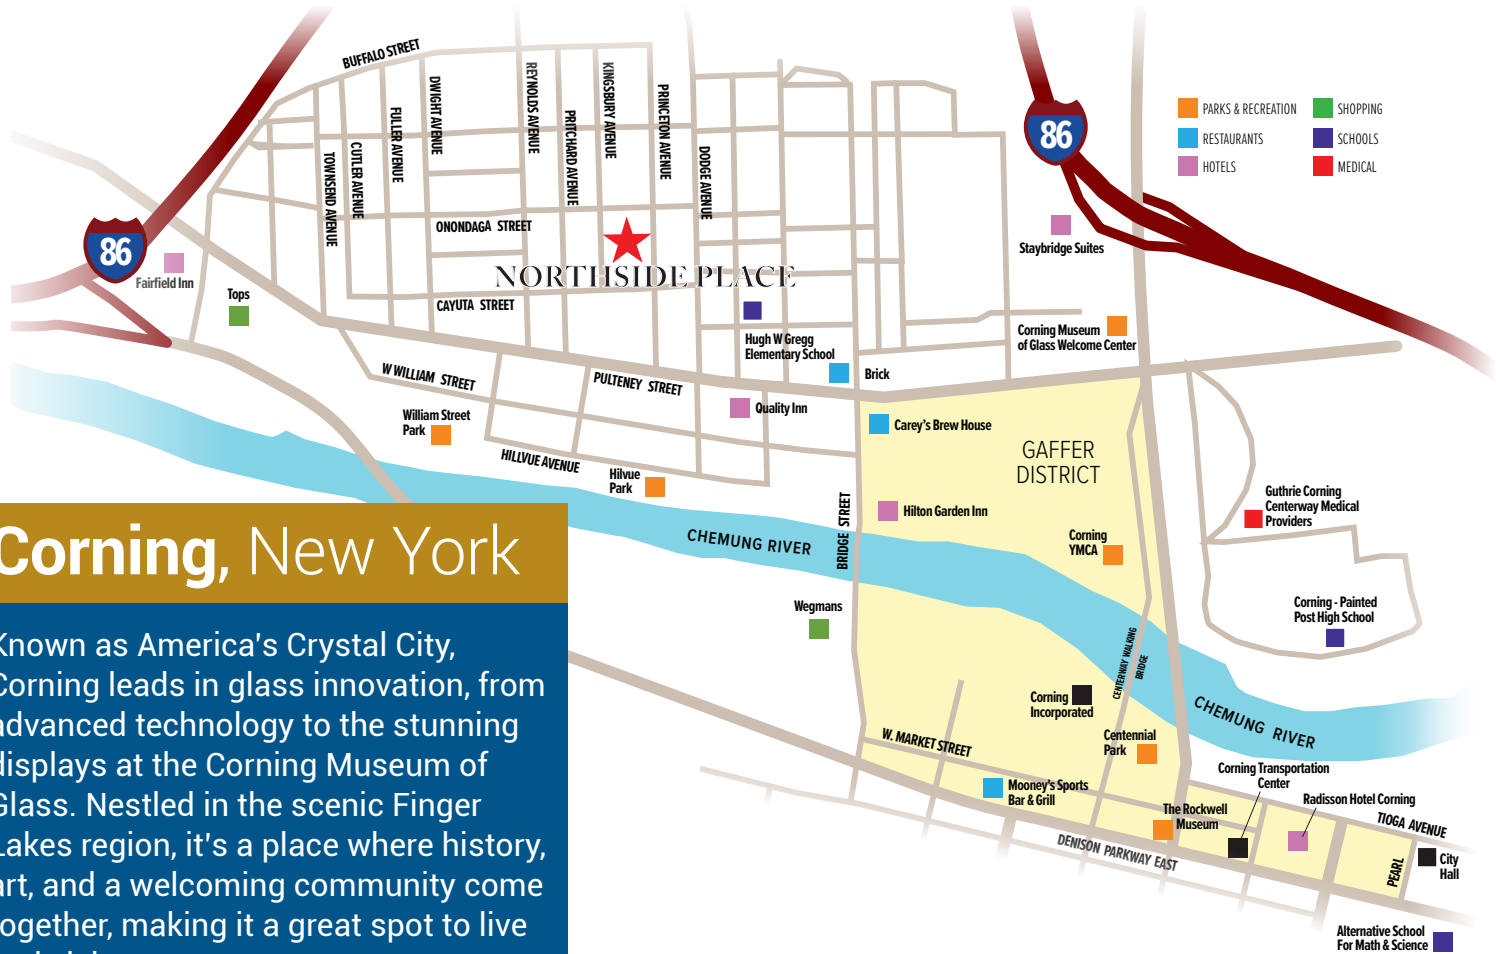 BUFFALO STREET
DWIGHT AVENUE
REYNOLDS AVENUE
KINGSBURY AVENUE
PRINCETON AVENUE
FULLER AVENUE
PRITCHARD AVENUE
CUTLER AVENUE
TOWNSEND AVENUE
DODGE AVENUE
86
PARKS & RECREATION
SHOPPING
RESTAURANTS
SCHOOLS
HOTELS
MEDICAL
ONONDAGA STREET
86
Staybridge Suites
NORTHSIDE PLACE
Fairfield Inn
Tops
CAYUTA STREET
Hugh W Gregg
Elementary School
Corning Museum
of Glass Welcome Center
Brick
W WILLIAM STREET
PULTENEY STREET
William Street
Park
Quality Inn
Carey's Brew House
GAFFER
DISTRICT
HILLVUE AVENUE
Hilvue
Park
BRIDGE STREET
Hilton Garden Inn
Guthrie Corning
Centerway Medical
Providers
CHEMUNG RIVER
Corning
YMCA
Corning, New York
Wegmans
Corning - Painted
Post High School
Known as America's Crystal City,
Corning leads in glass innovation, from
advanced technology to the stunning
displays at the Corning Museum of
Glass. Nestled in the scenic Finger
Lakes region, it's a place where history,
art, and a welcoming community come
together, making it a great spot to live
CENTERWAY WALKING
BRIDGE
Corning
Incorporated
CHEMUNG RIVER
W. MARKET STREET
Centennial
Park
Corning Transportation
Center
Mooney's Sports
Bar & Grill
The Rockwell
Museum
Radisson Hotel Corning
TIOGA AVENUE
DENISON PARKWAY EAST
PEARL
City
Hall
Alternative School
For Math & Science